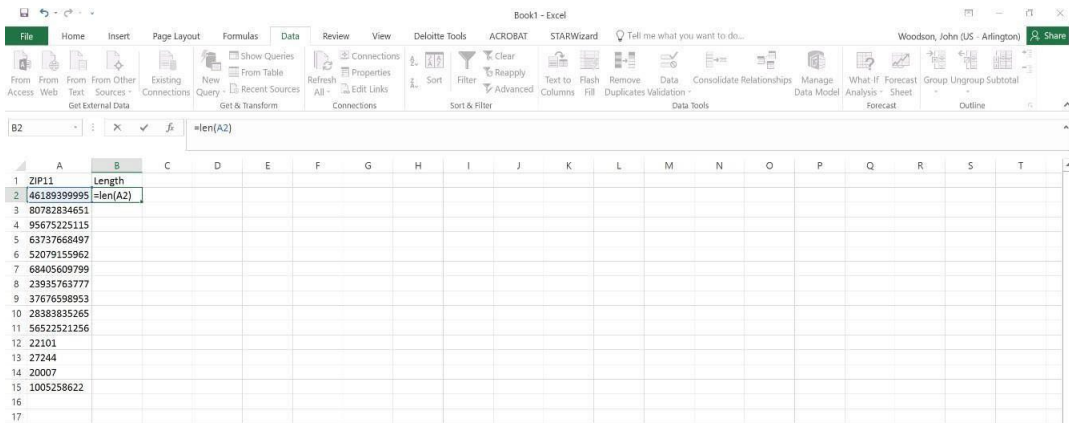 Book1 - Excel
File Home Insert Page Layout Formulas Data Review View Deloitte Tools ACROBAT STARWizard Tell me what you want to do... Woodson, John (US - Arlington) Share
From Access From Web From Text From Other Sources Existing Connections New Query Show Queries From Table Recent Sources Refresh All Connections Properties Edit Links Sort Filter Clear Reapply Advanced Text to Columns Flash Fill Remove Duplicates Data Validation Consolidate Relationships Manage Data Model What-If Analysis Forecast Sheet Group Ungroup Subtotal
Get External Data Get & Transform Connections Sort & Filter Data Tools Forecast Outline
B2 fx =len(A2)
A B C D E F G H I J K L M N O P Q R S T
1 ZIP11 Length
2 46189399995 =len(A2)
3 80782834651
4 95675225115
5 63737668497
6 52079155962
7 68405609799
8 23935763777
9 37676598953
10 28383835265
11 56522521256
12 22101
13 27244
14 20007
15 1005258622
16
17